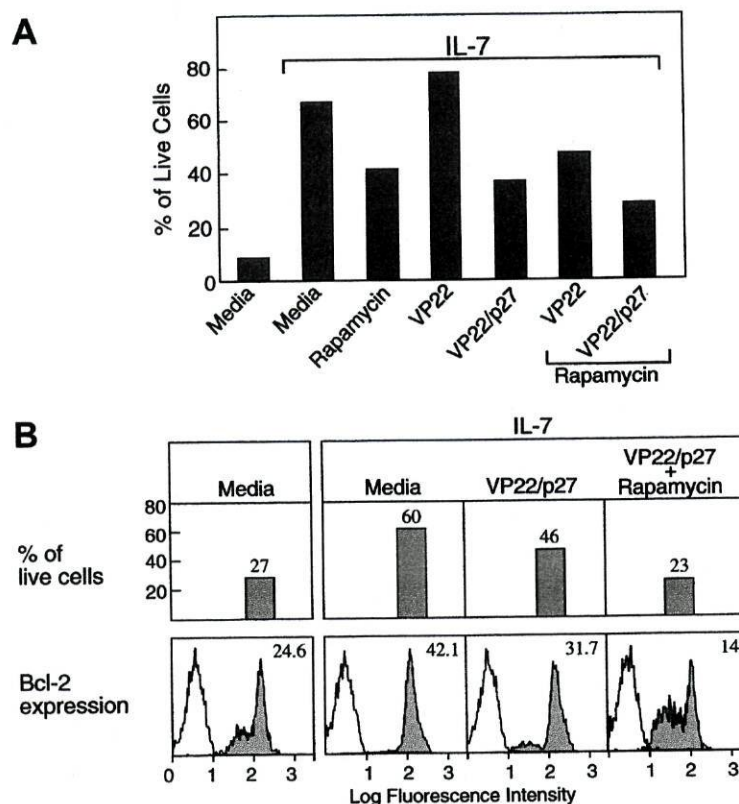 A
IL-7
% of Live Cells
80
60
40
20
0
Media
Media
Rapamycin
VP22
VP22/p27
VP22
VP22/p27
Rapamycin
B
IL-7
Media
Media
VP22/p27
VP22/p27
+
Rapamycin
% of
live cells
80
60
40
20
27
60
46
23
Bcl-2
expression
24.6
42.1
31.7
14
0 1 2 3 1 2 3 1 2 3 1 2 3
Log Fluorescence Intensity